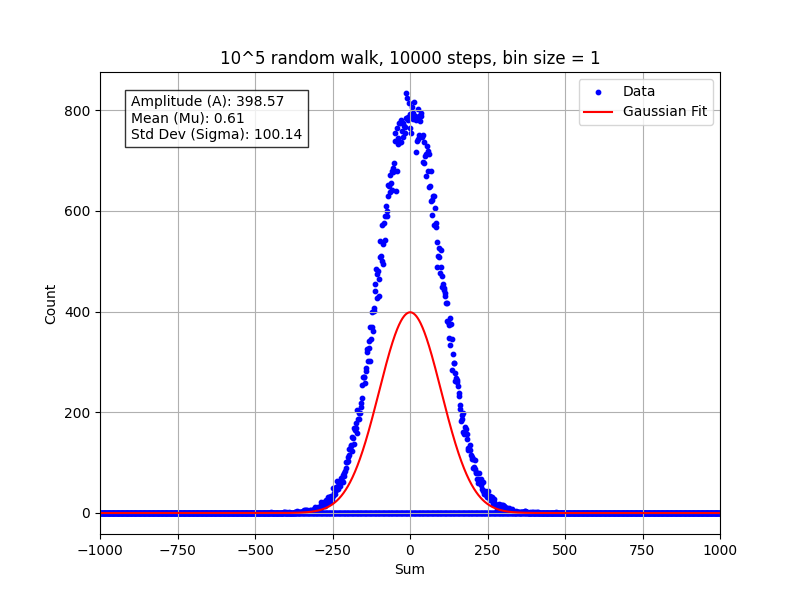 10^5 random walk, 10000 steps, bin size = 1
Amplitude (A): 398.57
Mean (Mu): 0.61
Std Dev (Sigma): 100.14
Data
Gaussian Fit
Count
800
600
400
200
0
−1000 −750 −500 −250 0 250 500 750 1000
Sum